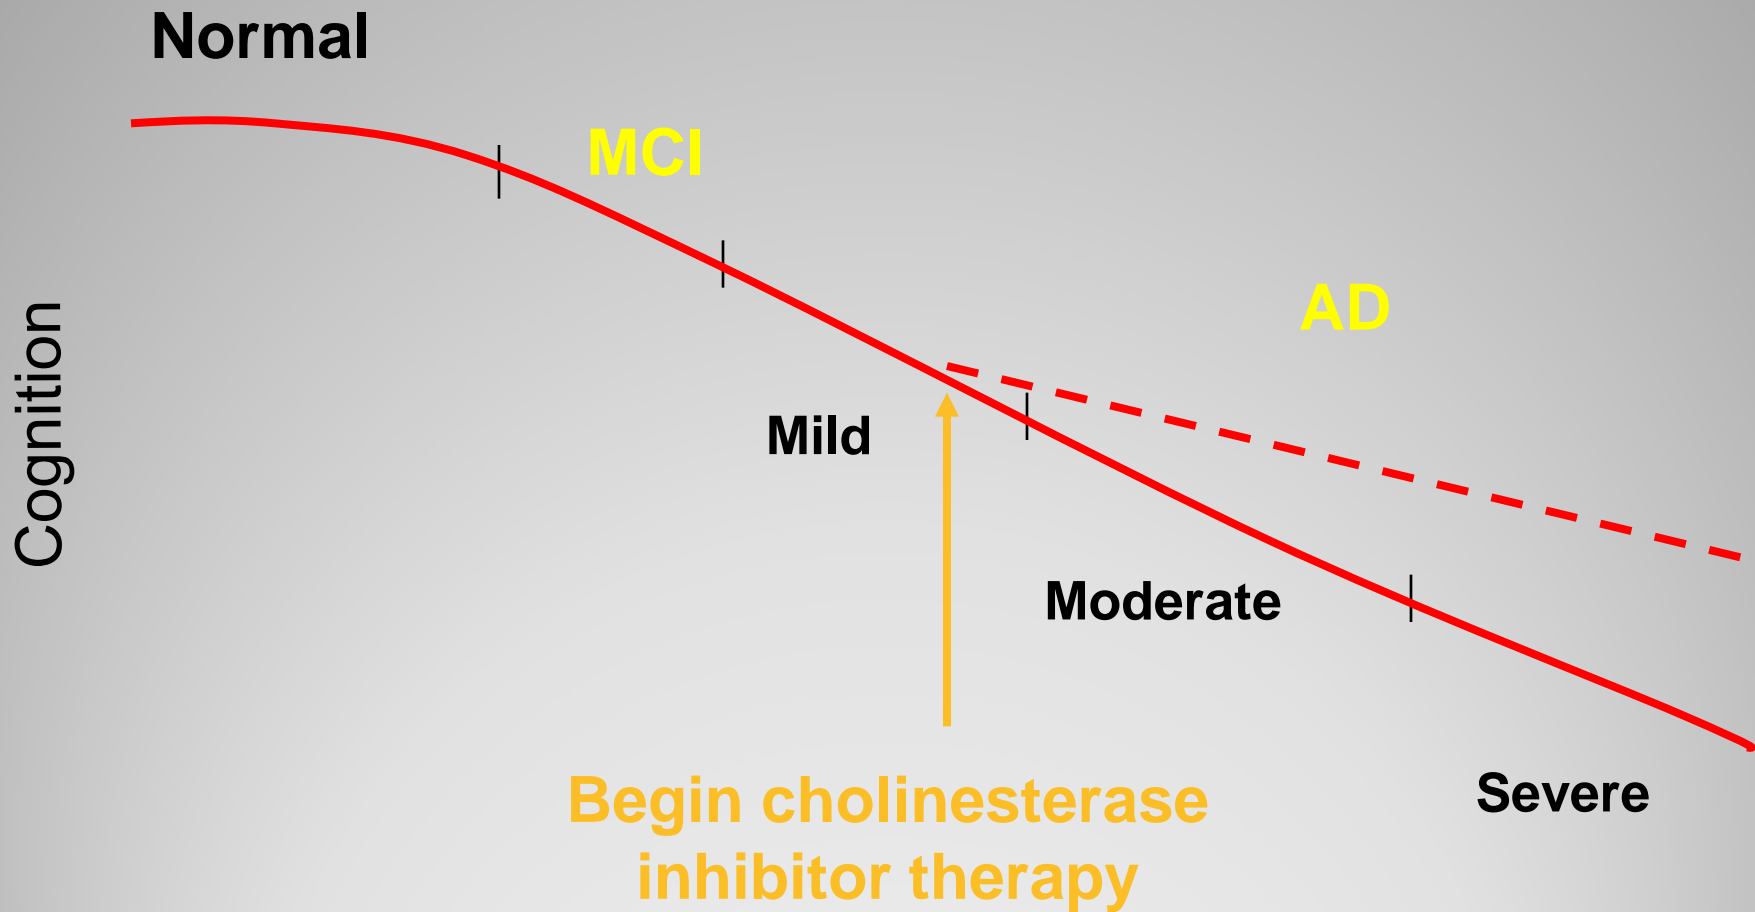 Normal
MCI
AD
Cognition
Mild
Moderate
Severe
Begin cholinesterase
inhibitor therapy